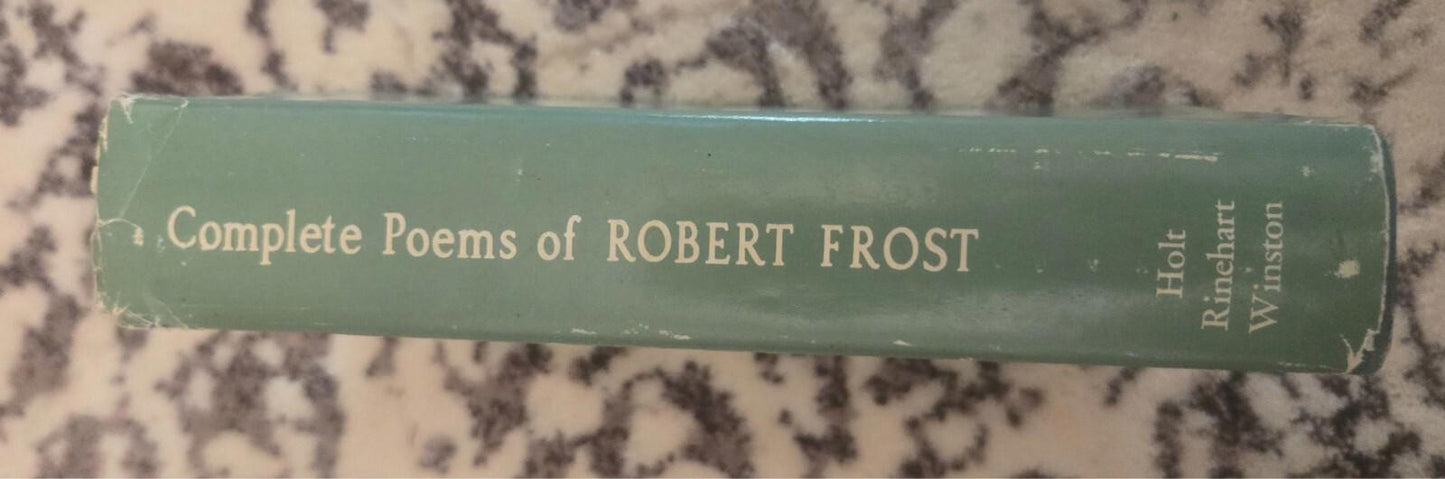 Complete Poems of ROBERT FROST
Holt
Rinehart
Winston